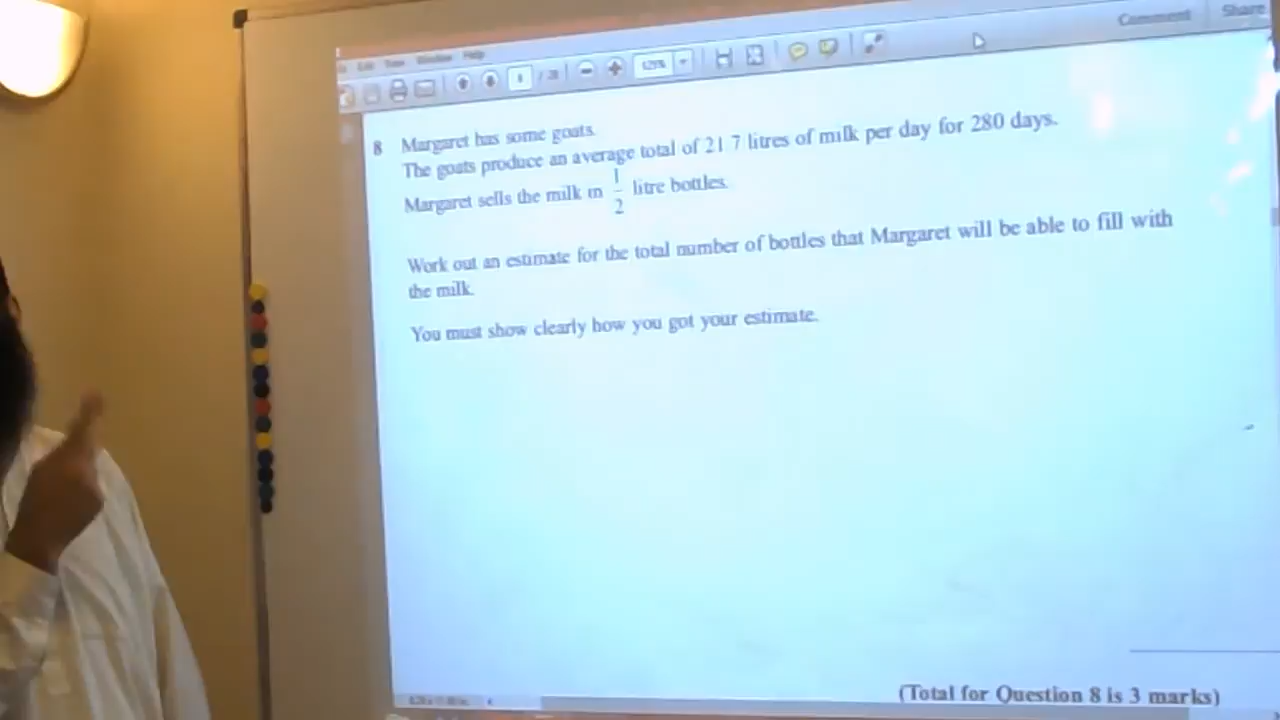 Window Help
Comment Share
125%
8 Margaret has some goats.
The goats produce an average total of 21 7 litres of milk per day for 280 days.
Margaret sells the milk in 1/2 litre bottles.
Work out an estimate for the total number of bottles that Margaret will be able to fill with
the milk.
You must show clearly how you got your estimate.
(Total for Question 8 is 3 marks)